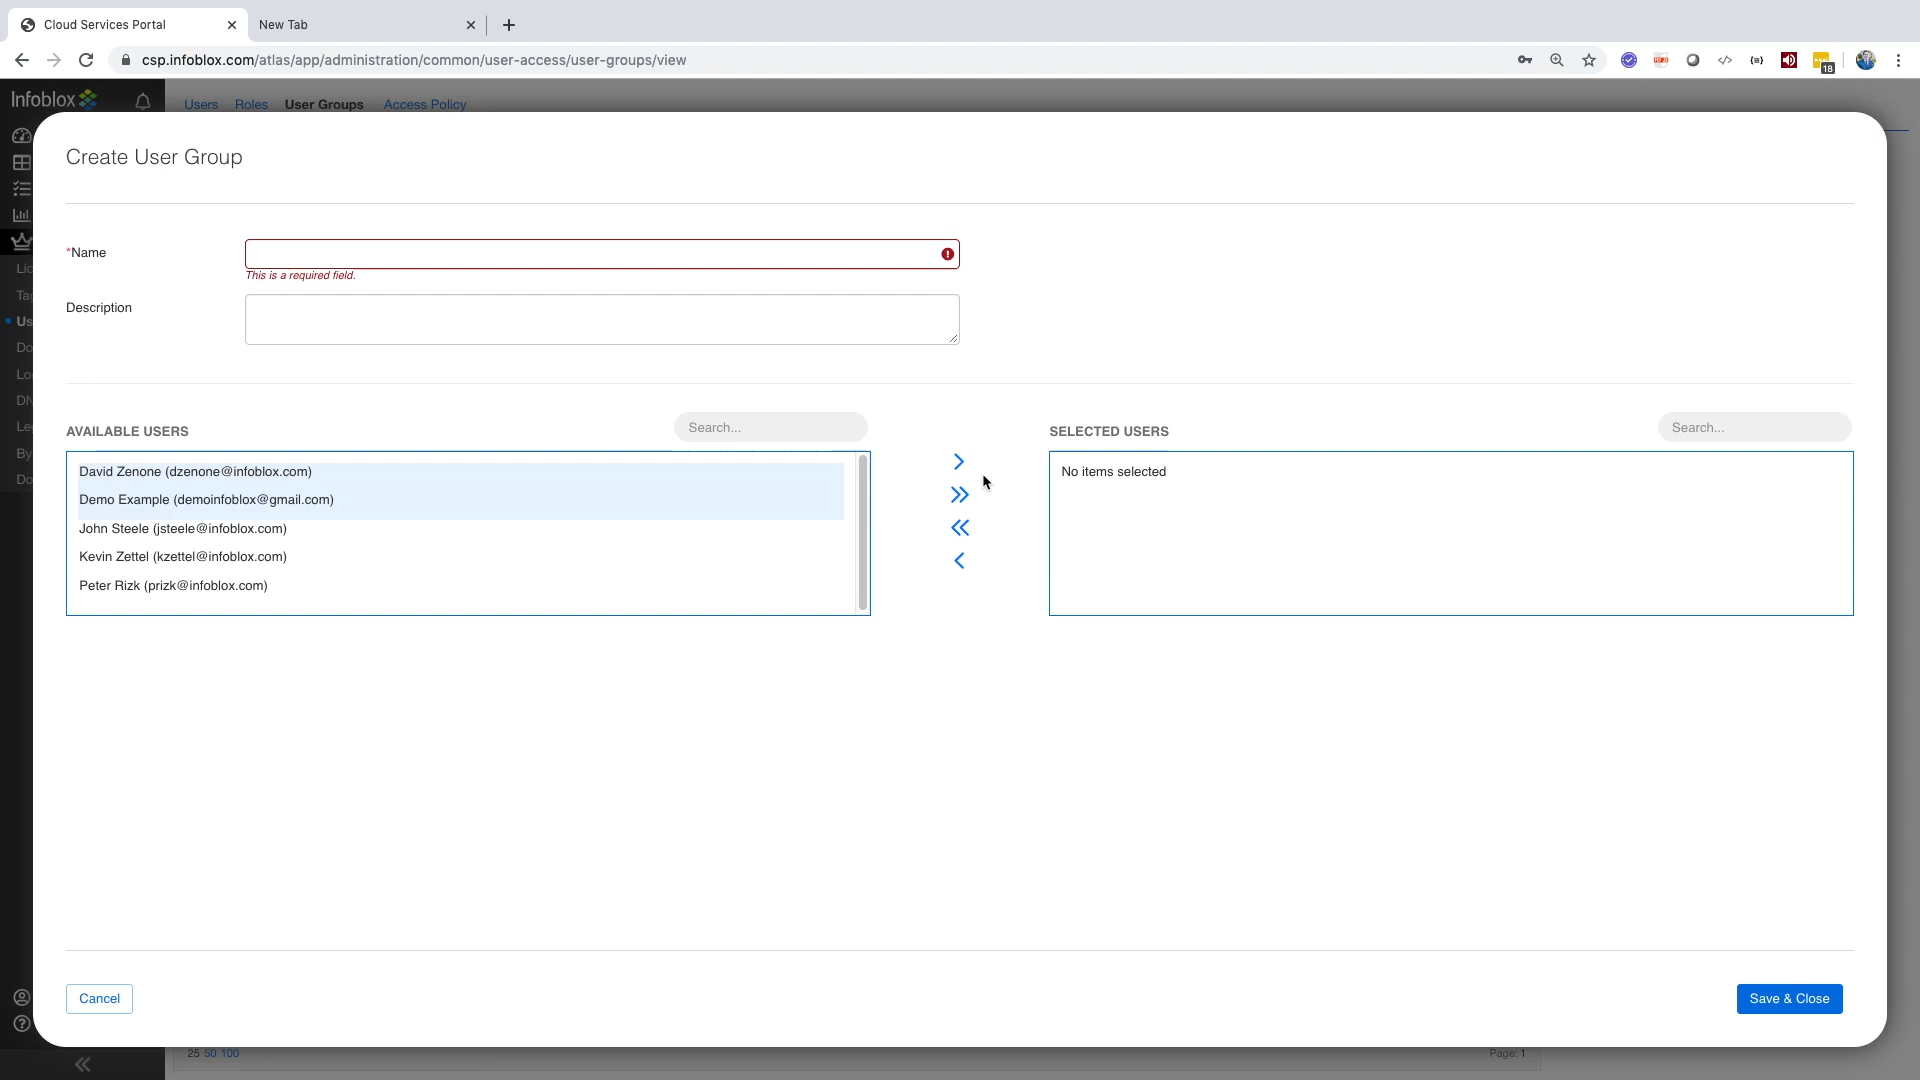 Cloud Services Portal
New Tab
csp.infoblox.com/atlas/app/administration/common/user-access/user-groups/view
18
Infoblox
Users Roles User Groups Access Policy
Create User Group
*Name
This is a required field.
Description
Lic
Tag
Us
Do
Lo
DN
Le
By
Do
AVAILABLE USERS
Search...
David Zenone (dzenone@infoblox.com)
Demo Example (demoinfoblox@gmail.com)
John Steele (jsteele@infoblox.com)
Kevin Zettel (kzettel@infoblox.com)
Peter Rizk (prizk@infoblox.com)
SELECTED USERS
Search...
No items selected
Cancel
Save & Close
25 50 100
Page: 1